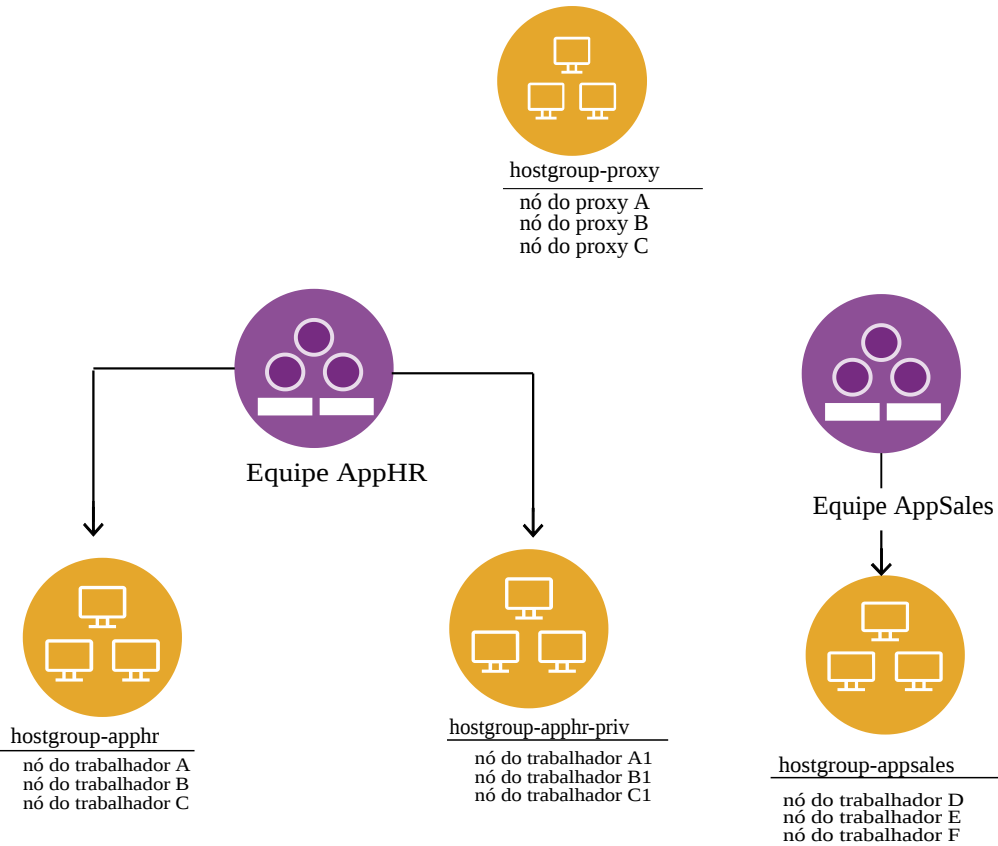 hostgroup-proxy
nó do proxy A
nó do proxy B
nó do proxy C
Equipe AppHR
Equipe AppSales
hostgroup-apphr
nó do trabalhador A
nó do trabalhador B
nó do trabalhador C
hostgroup-apphr-priv
nó do trabalhador A1
nó do trabalhador B1
nó do trabalhador C1
hostgroup-appsales
nó do trabalhador D
nó do trabalhador E
nó do trabalhador F